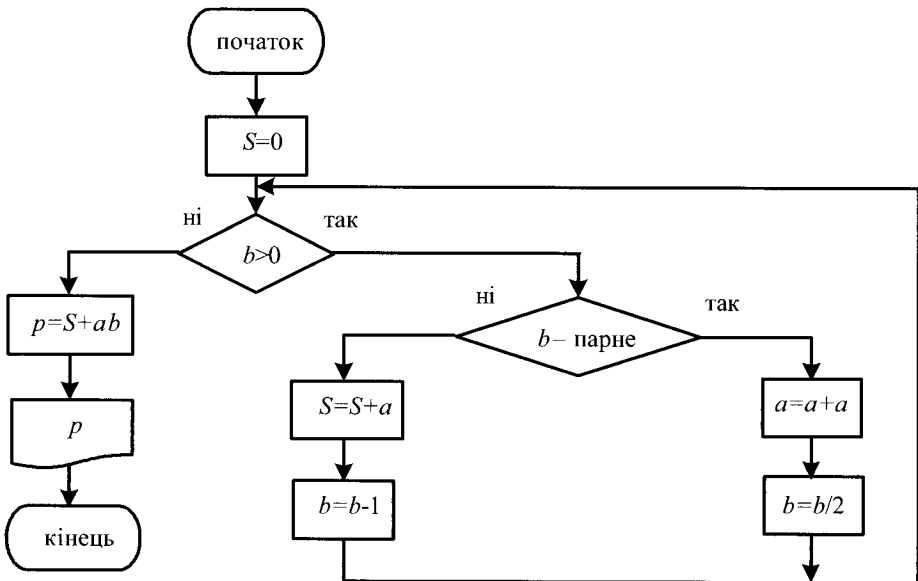 початок
S=0
ні
так
b>0
p=S+ab
p
кінець
ні
так
b– парне
S=S+a
b=b-1
a=a+a
b=b/2